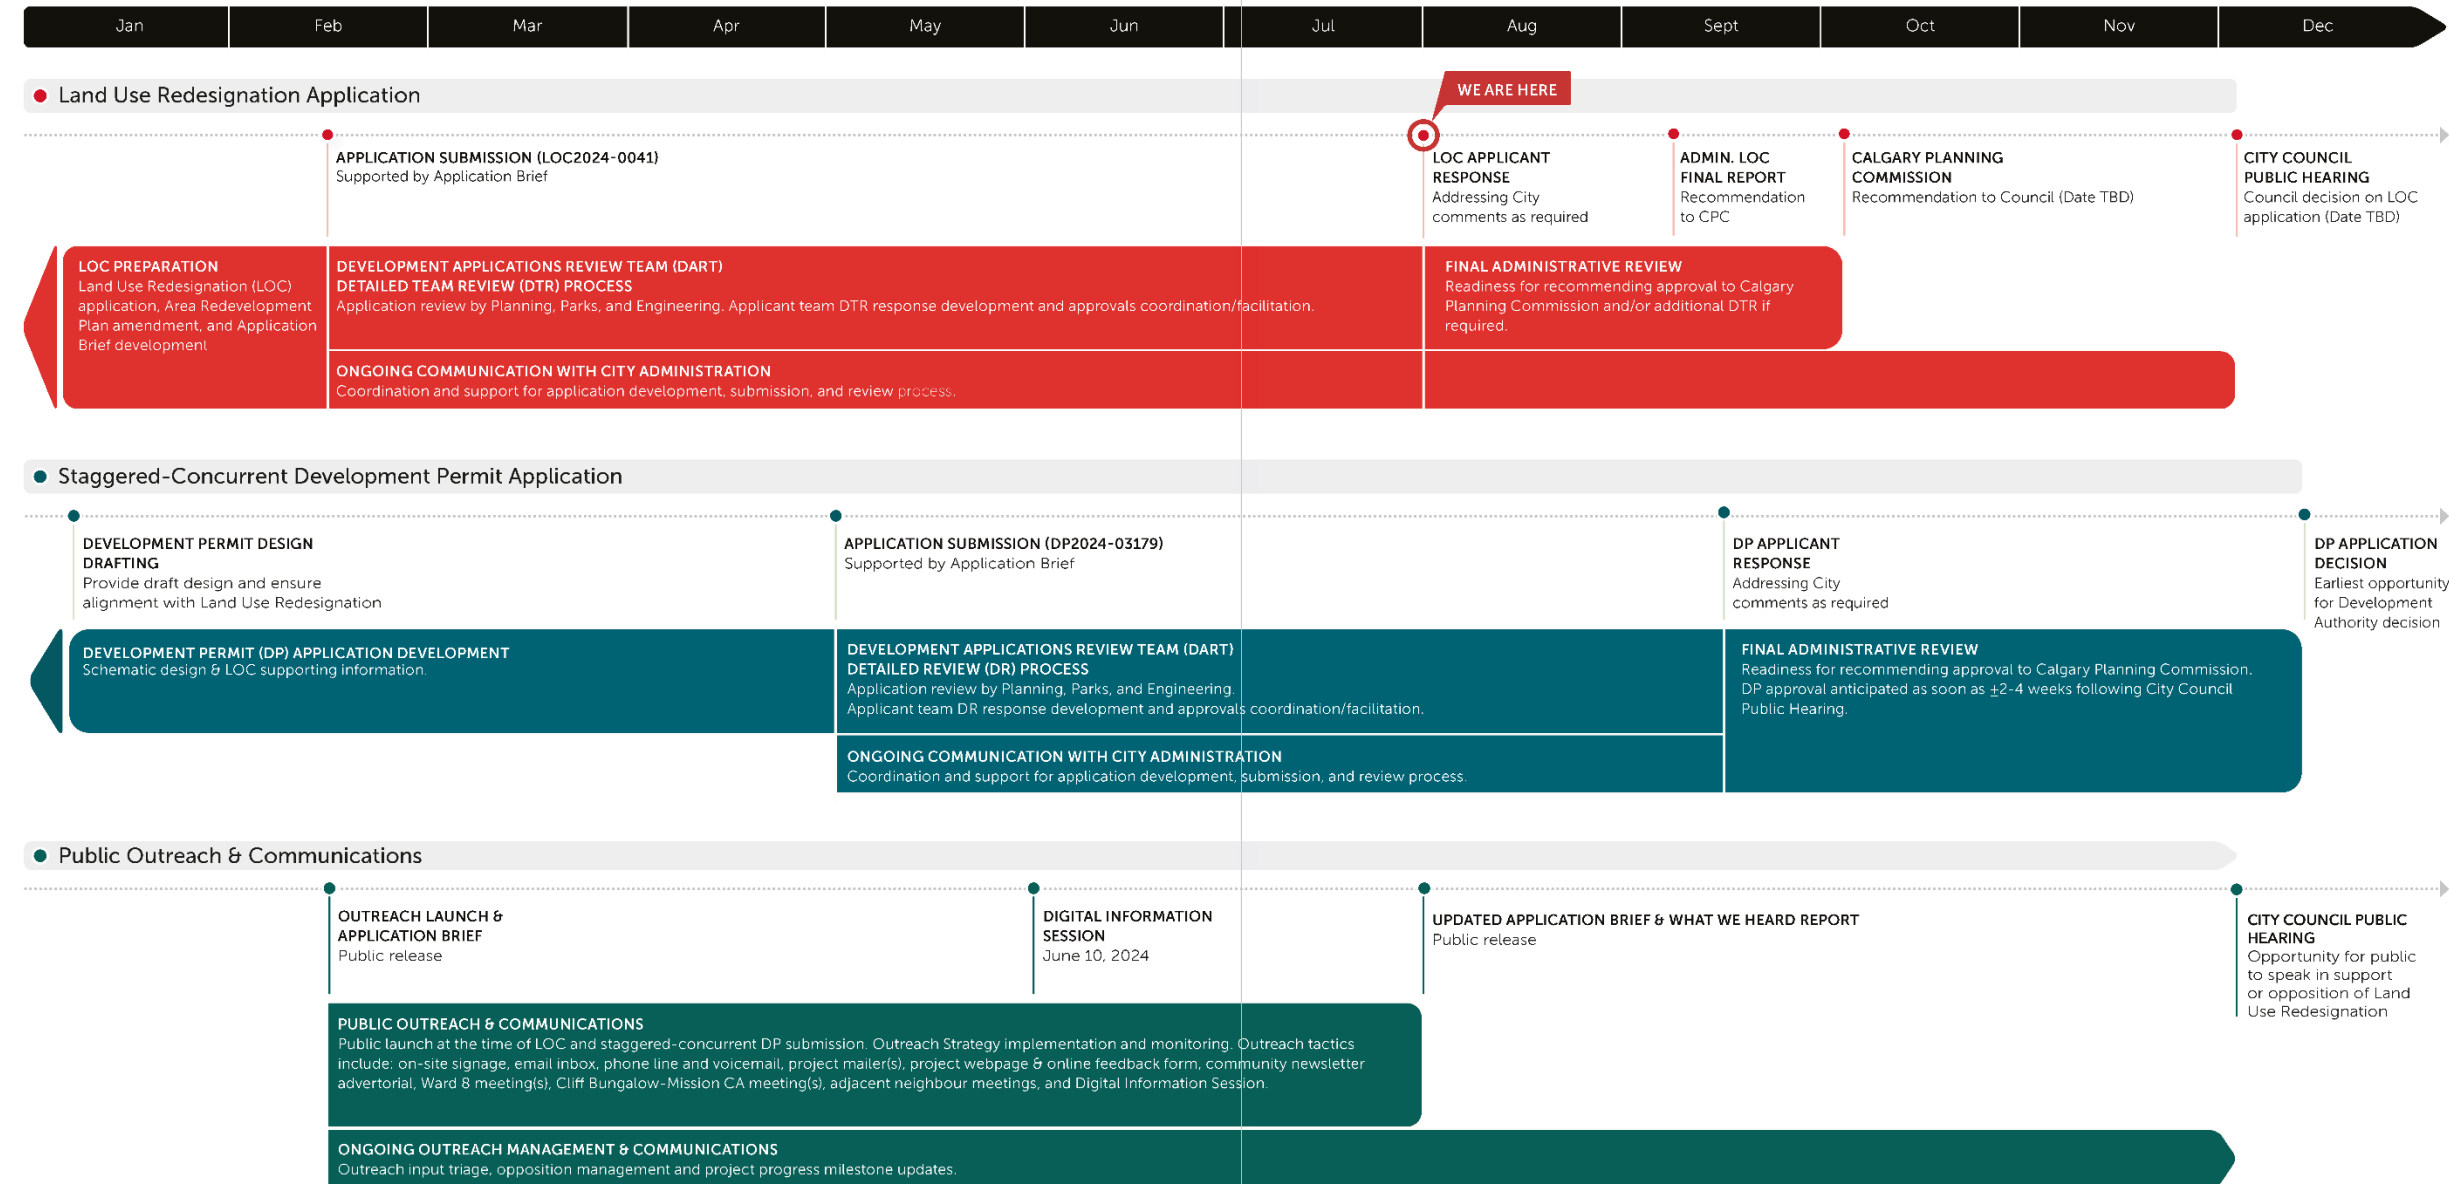 Jan Feb Mar Apr May Jun Jul Aug Sept Oct Nov Dec
Land Use Redesignation Application
WE ARE HERE
APPLICATION SUBMISSION (LOC2024-0041)
Supported by Application Brief
LOC APPLICANT
RESPONSE
Addressing City
comments as required
ADMIN. LOC
FINAL REPORT
Recommendation
to CPC
CALGARY PLANNING
COMMISSION
Recommendation to Council (Date TBD)
CITY COUNCIL
PUBLIC HEARING
Council decision on LOC
application (Date TBD)
LOC PREPARATION
Land Use Redesignation (LOC)
application, Area Redevelopment
Plan amendment, and Application
Brief development
DEVELOPMENT APPLICATIONS REVIEW TEAM (DART)
DETAILED TEAM REVIEW (DTR) PROCESS
Application review by Planning, Parks, and Engineering. Applicant team DTR response development and approvals coordination/facilitation.
FINAL ADMINISTRATIVE REVIEW
Readiness for recommending approval to Calgary
Planning Commission and/or additional DTR if
required.
ONGOING COMMUNICATION WITH CITY ADMINISTRATION
Coordination and support for application development, submission, and review process.
Staggered-Concurrent Development Permit Application
DEVELOPMENT PERMIT DESIGN
DRAFTING
Provide draft design and ensure
alignment with Land Use Redesignation
APPLICATION SUBMISSION (DP2024-03179)
Supported by Application Brief
DP APPLICANT
RESPONSE
Addressing City
comments as required
DP APPLICATION
DECISION
Earliest opportunity
for Development
Authority decision
DEVELOPMENT PERMIT (DP) APPLICATION DEVELOPMENT
Schematic design & LOC supporting information.
DEVELOPMENT APPLICATIONS REVIEW TEAM (DART)
DETAILED REVIEW (DR) PROCESS
Application review by Planning, Parks, and Engineering.
Applicant team DR response development and approvals coordination/facilitation.
FINAL ADMINISTRATIVE REVIEW
Readiness for recommending approval to Calgary Planning Commission.
DP approval anticipated as soon as ±2-4 weeks following City Council
Public Hearing.
ONGOING COMMUNICATION WITH CITY ADMINISTRATION
Coordination and support for application development, submission, and review process.
Public Outreach & Communications
OUTREACH LAUNCH &
APPLICATION BRIEF
Public release
DIGITAL INFORMATION
SESSION
June 10, 2024
UPDATED APPLICATION BRIEF & WHAT WE HEARD REPORT
Public release
CITY COUNCIL PUBLIC
HEARING
Opportunity for public
to speak in support
or opposition of Land
Use Redesignation
PUBLIC OUTREACH & COMMUNICATIONS
Public launch at the time of LOC and staggered-concurrent DP submission. Outreach Strategy implementation and monitoring. Outreach tactics
include: on-site signage, email inbox, phone line and voicemail, project mailer(s), project webpage & online feedback form, community newsletter
advertorial, Ward 8 meeting(s), Cliff Bungalow-Mission CA meeting(s), adjacent neighbour meetings, and Digital Information Session.
ONGOING OUTREACH MANAGEMENT & COMMUNICATIONS
Outreach input triage, opposition management and project progress milestone updates.